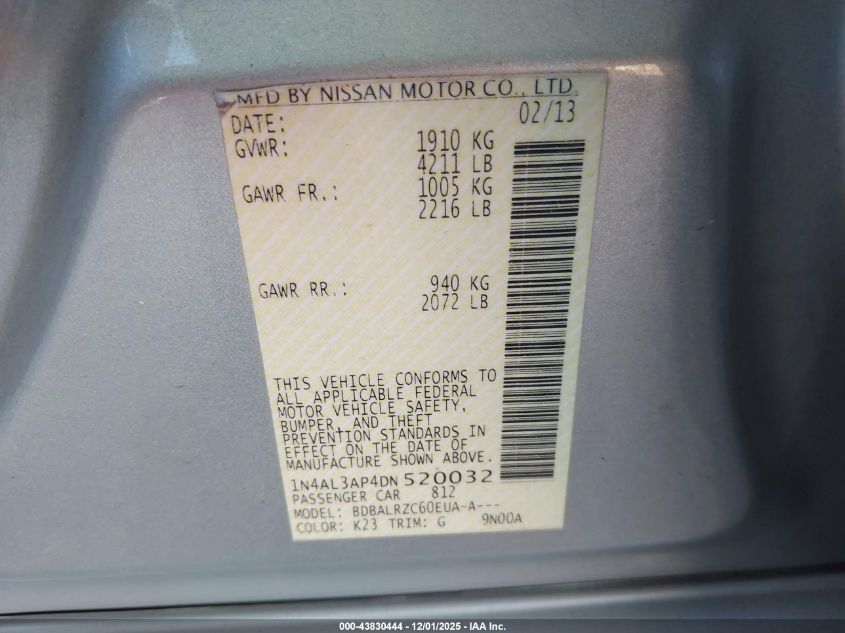 MFD BY NISSAN MOTOR CO., LTD.
DATE: 02/13
GVWR: 1910 KG
4211 LB
GAWR FR.: 1005 KG
2216 LB
GAWR RR.: 940 KG
2072 LB
THIS VEHICLE CONFORMS TO
ALL APPLICABLE FEDERAL
MOTOR VEHICLE SAFETY,
BUMPER, AND THEFT
PREVENTION STANDARDS IN
EFFECT ON THE DATE OF
MANUFACTURE SHOWN ABOVE.
1N4AL3AP4DN 520032
PASSENGER CAR 812
MODEL: BDBALRZC60EUA-A---
COLOR: K23 TRIM: G 9N00A
000-43830444 - 12/01/2025 - IAA Inc.